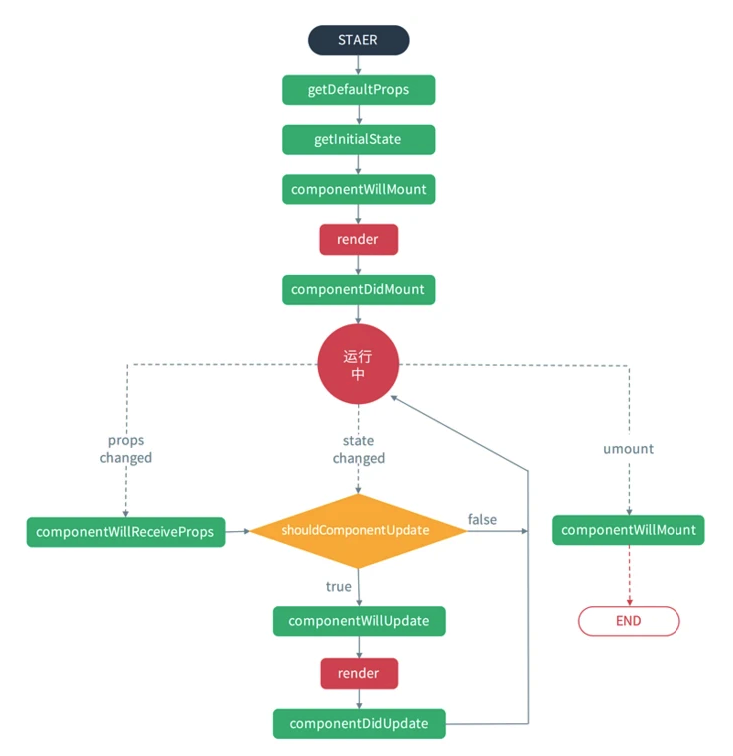 STAER
getDefaultProps
getInitialState
componentWillMount
render
componentDidMount
运行
中
props
changed
state
changed
umount
componentWillReceiveProps
shouldComponentUpdate
false
componentWillMount
true
componentWillUpdate
END
render
componentDidUpdate